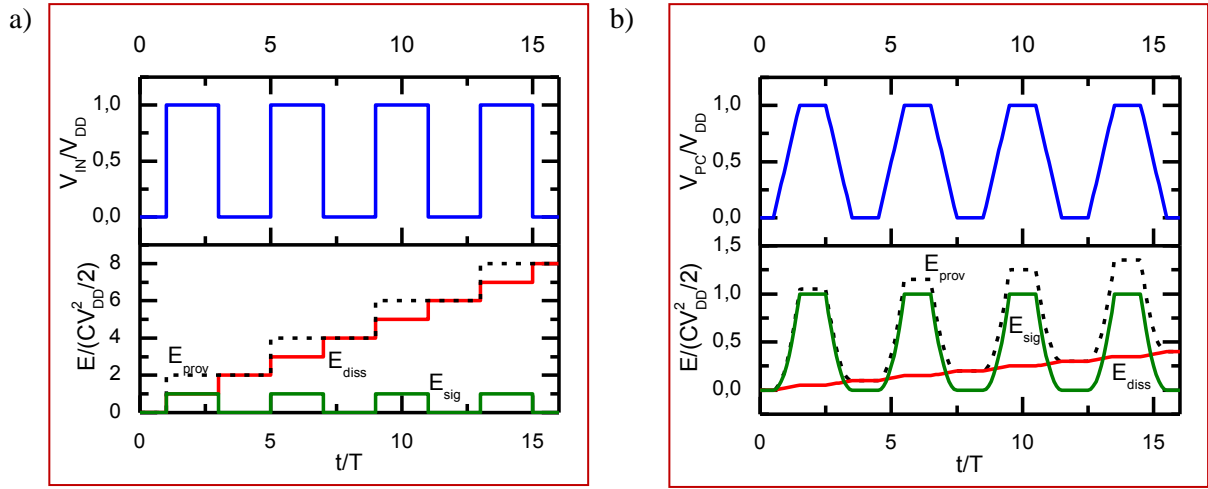 a)
0 5 10 15
V_IN/V_DD
1,0
0,5
0,0
E/(CV²_DD/2)
8
6
4
2
0
E_prov
E_diss
E_sig
0 5 10 15
t/T
b)
0 5 10 15
V_PC/V_DD
1,0
0,5
0,0
E/(CV²_DD/2)
1,5
1,0
0,5
0,0
E_prov
E_sig
E_diss
0 5 10 15
t/T